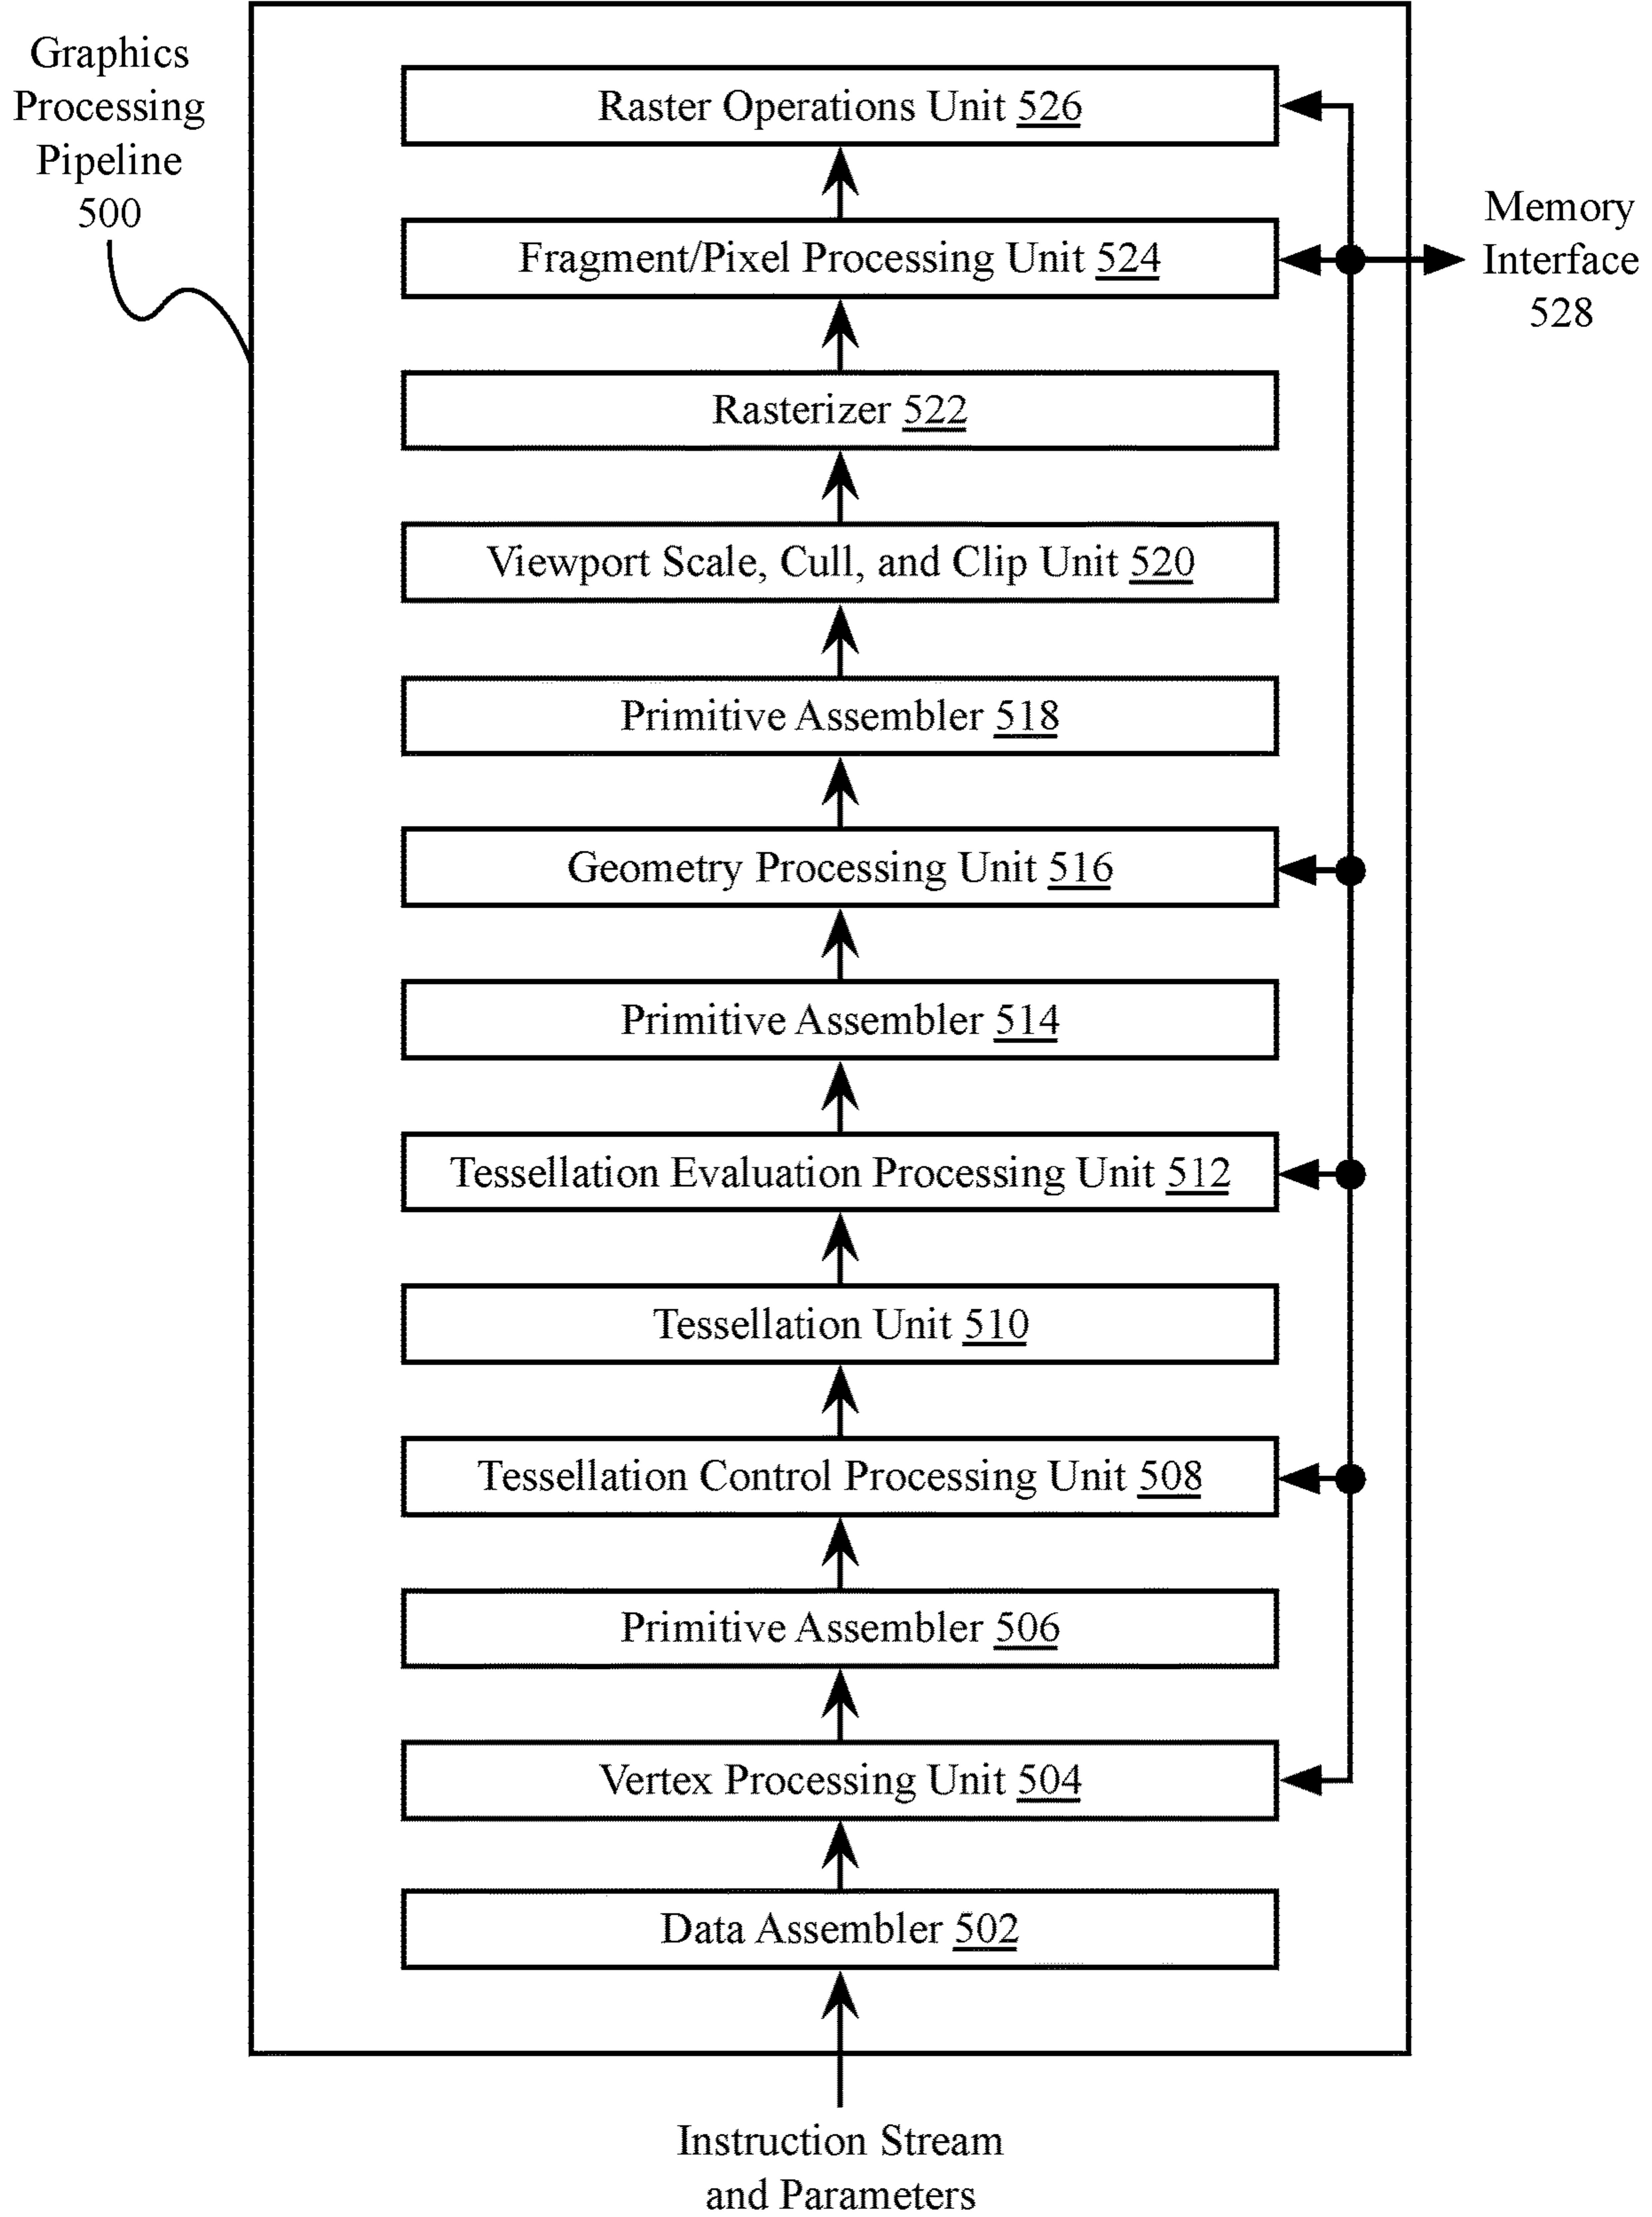 Graphics
Processing
Pipeline
500
Raster Operations Unit 526
Fragment/Pixel Processing Unit 524
Memory
Interface
528
Rasterizer 522
Viewport Scale, Cull, and Clip Unit 520
Primitive Assembler 518
Geometry Processing Unit 516
Primitive Assembler 514
Tessellation Evaluation Processing Unit 512
Tessellation Unit 510
Tessellation Control Processing Unit 508
Primitive Assembler 506
Vertex Processing Unit 504
Data Assembler 502
Instruction Stream
and Parameters